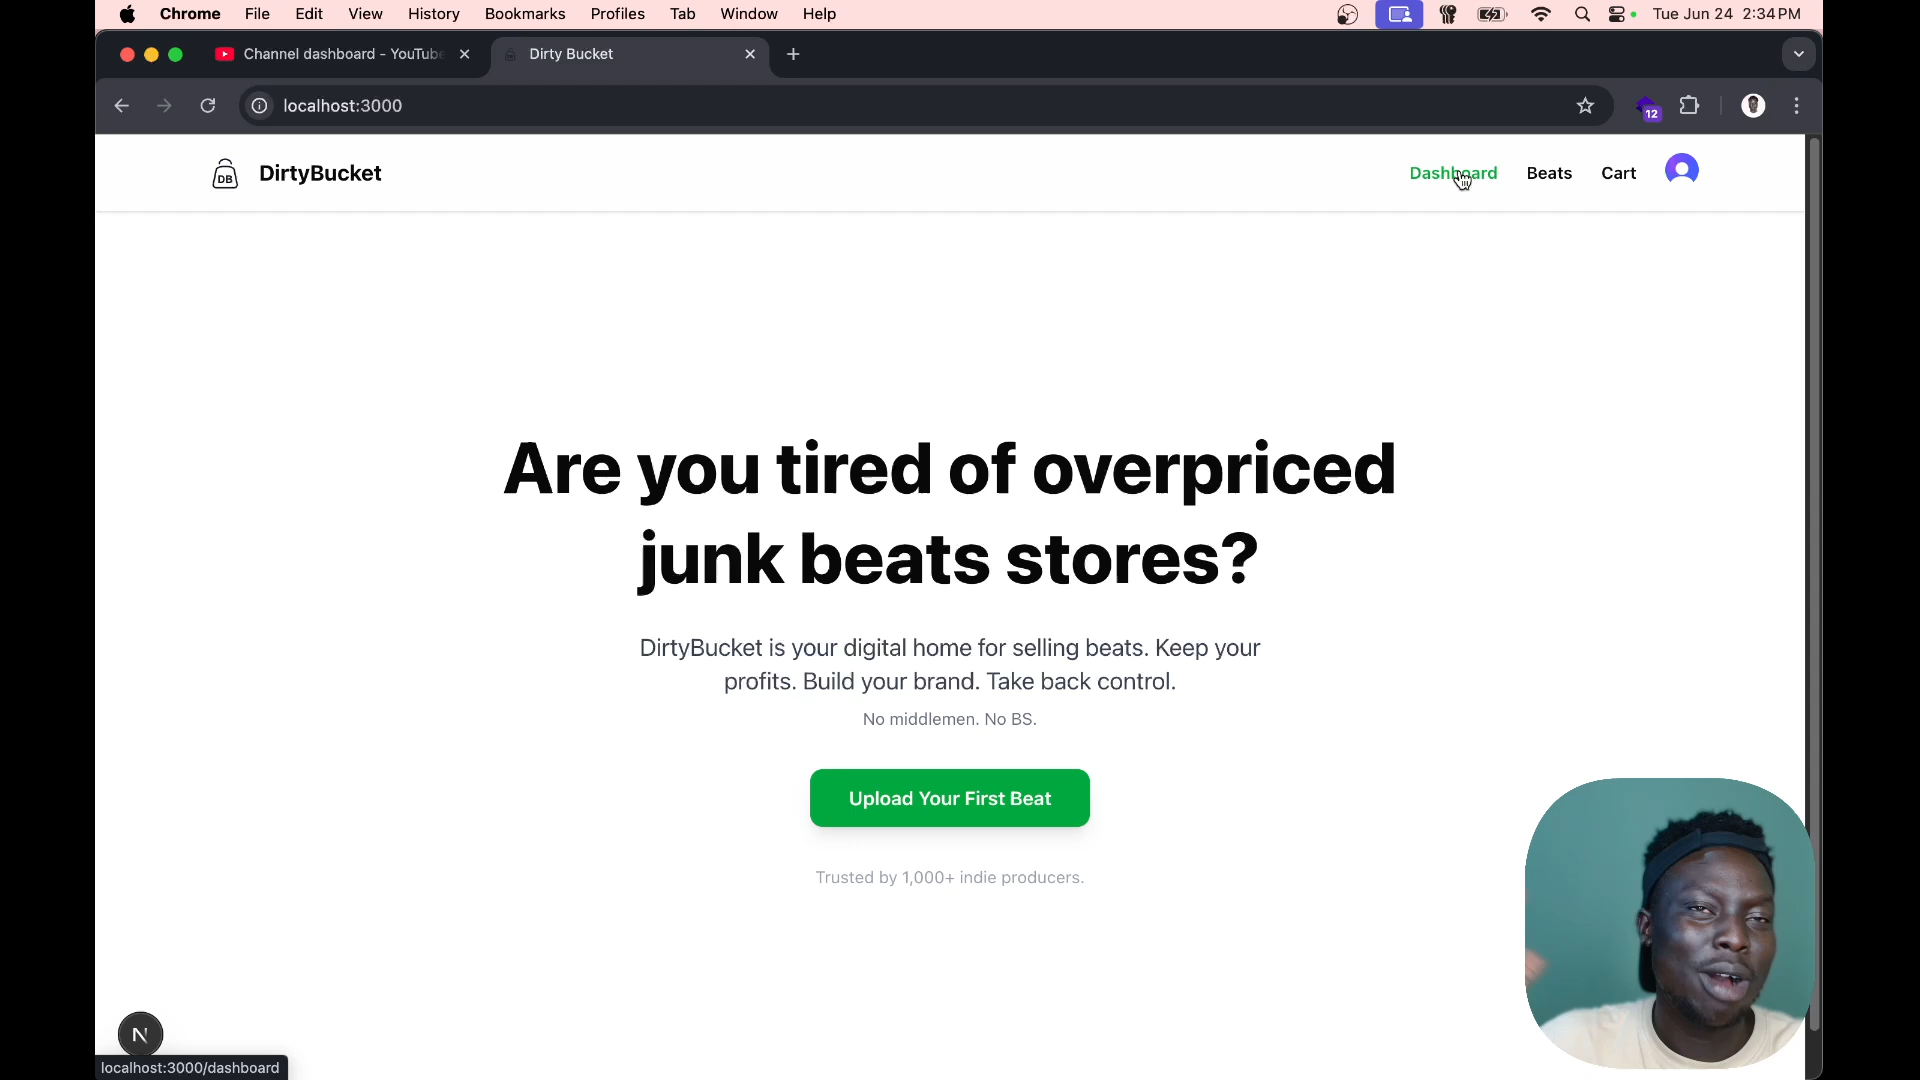 Chrome File Edit View History Bookmarks Profiles Tab Window Help Tue Jun 24 2:34 PM
Channel dashboard - YouTube Dirty Bucket
localhost:3000 12
DB DirtyBucket Dashboard Beats Cart
Are you tired of overpriced
junk beats stores?
DirtyBucket is your digital home for selling beats. Keep your
profits. Build your brand. Take back control.
No middlemen. No BS.
Upload Your First Beat
Trusted by 1,000+ indie producers.
N
localhost:3000/dashboard